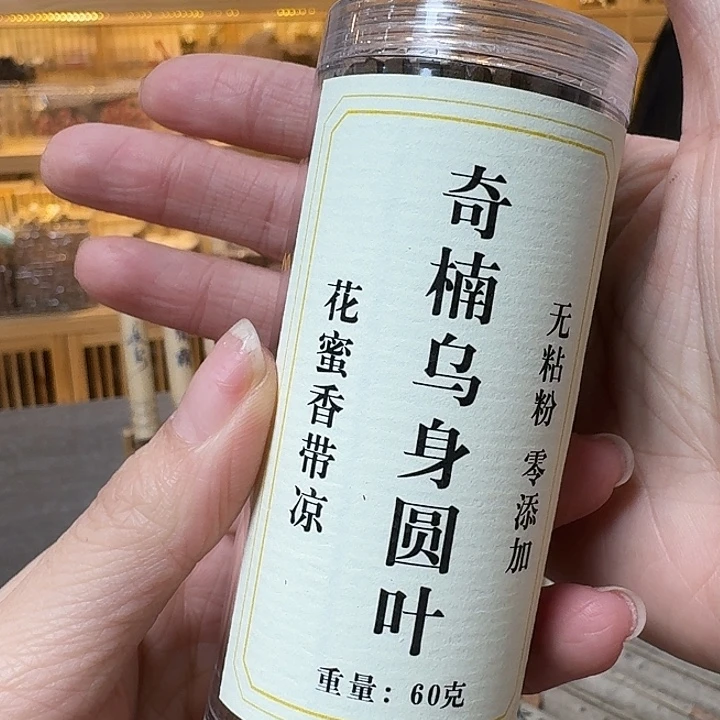 奇楠乌身圆叶
无粘粉 零添加
花蜜香带凉
重量：60克